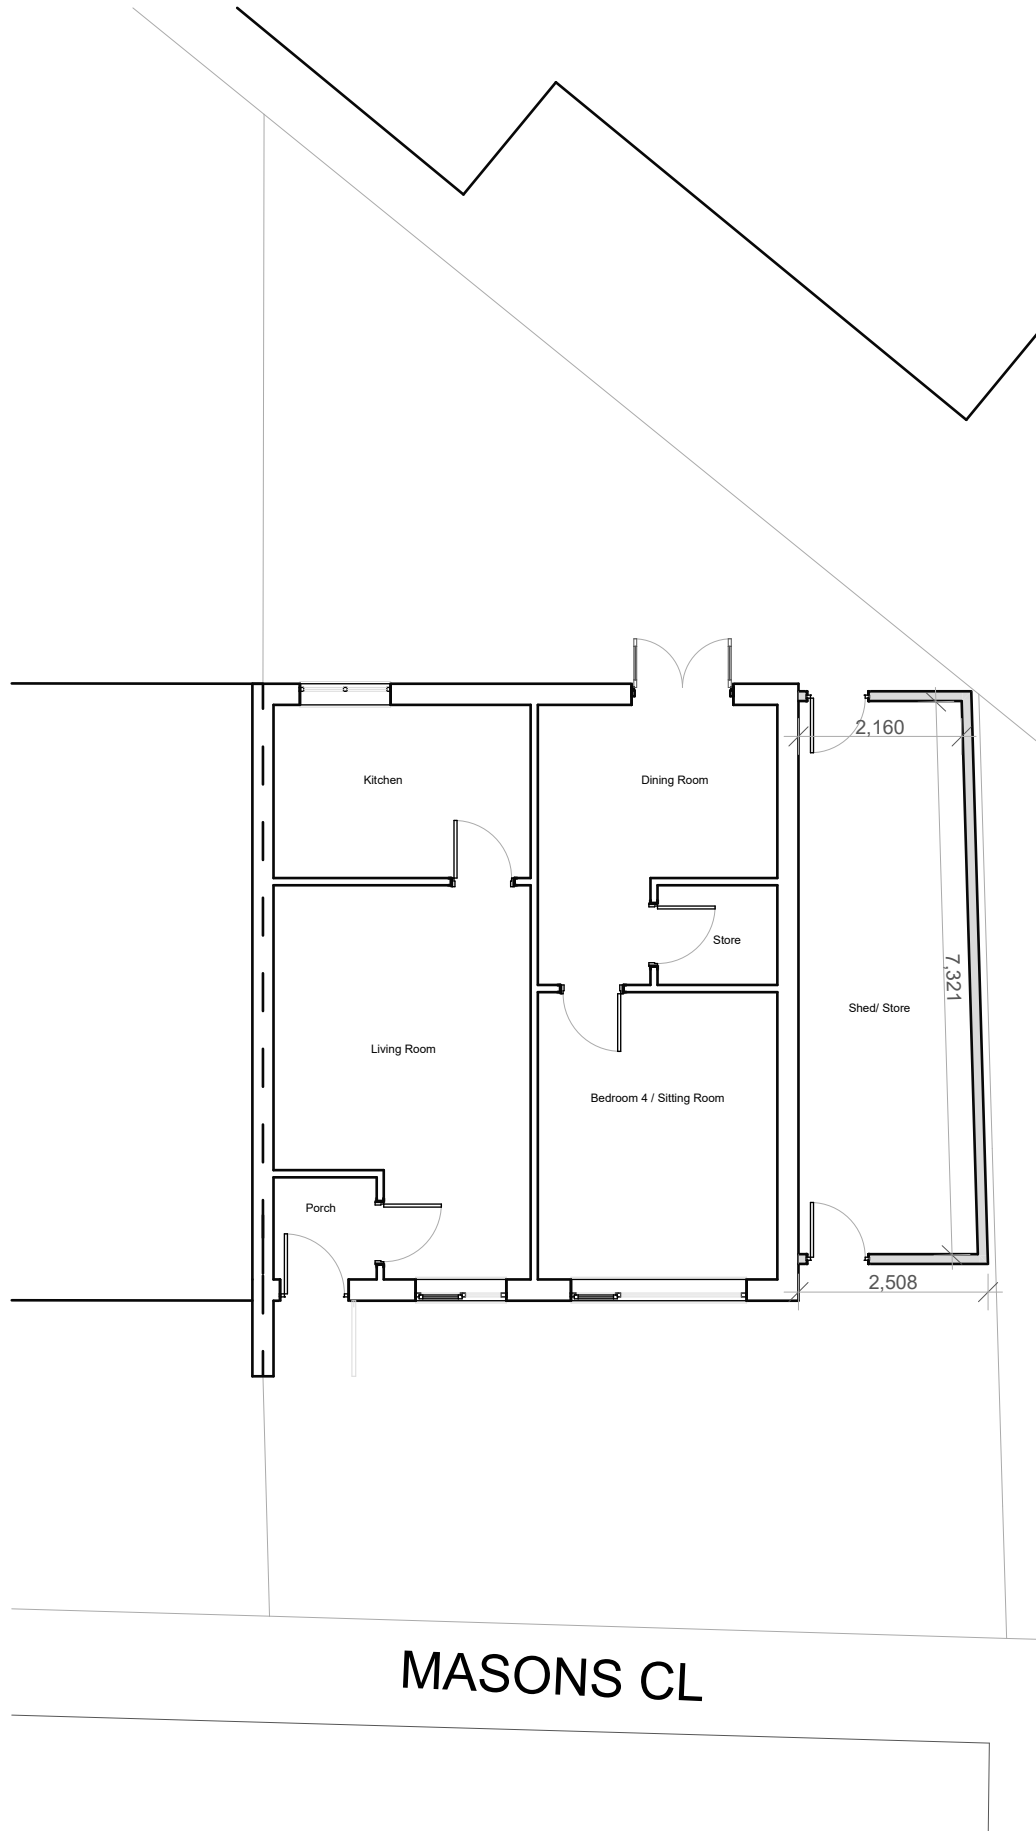 2,160
Kitchen
Dining Room
Store
7,321
Shed/ Store
Living Room
Bedroom 4 / Sitting Room
Porch
2,508
MASONS CL